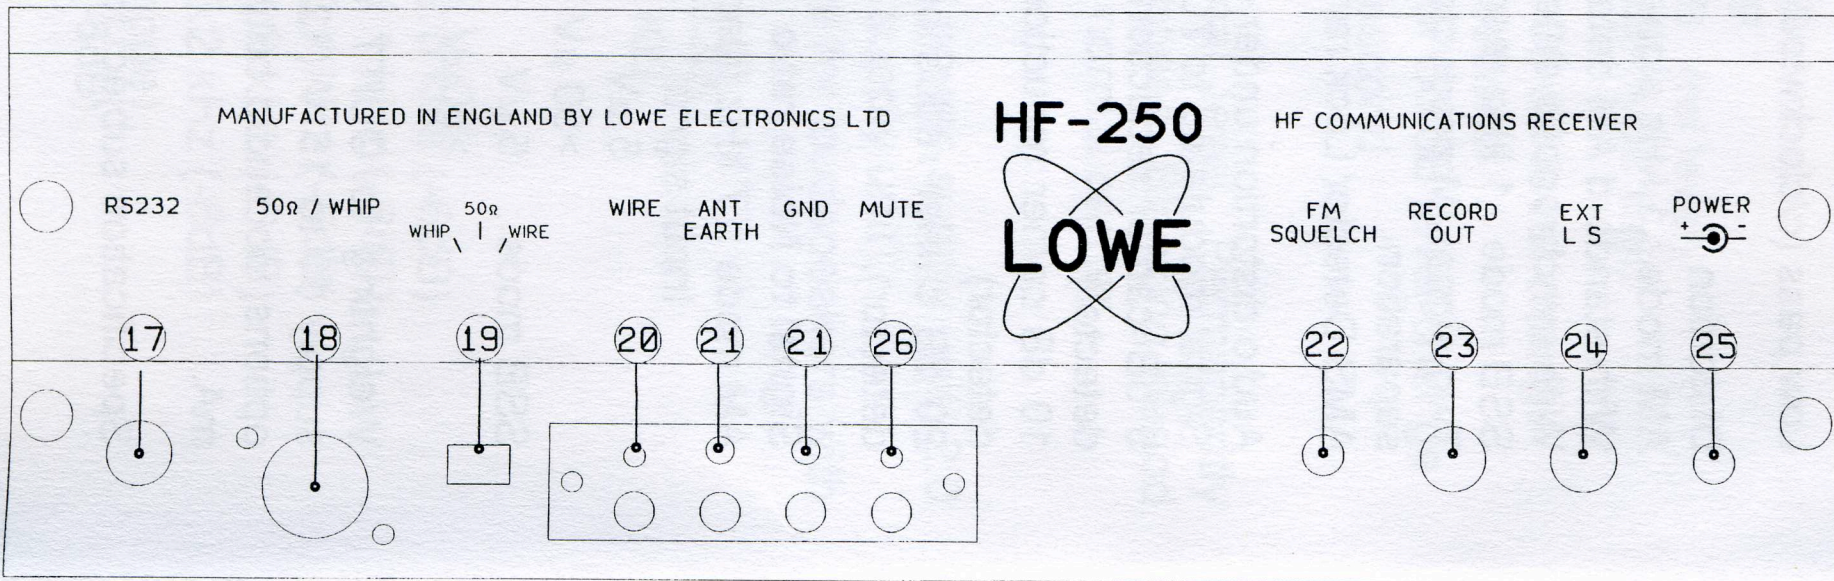 MANUFACTURED IN ENGLAND BY LOWE ELECTRONICS LTD
HF-250
HF COMMUNICATIONS RECEIVER
LOWE
RS232
50Ω / WHIP
50Ω
WHIP
WIRE
WIRE
ANT
EARTH
GND
MUTE
FM
SQUELCH
RECORD
OUT
EXT
L S
POWER
+ -
17
18
19
20
21
21
26
22
23
24
25